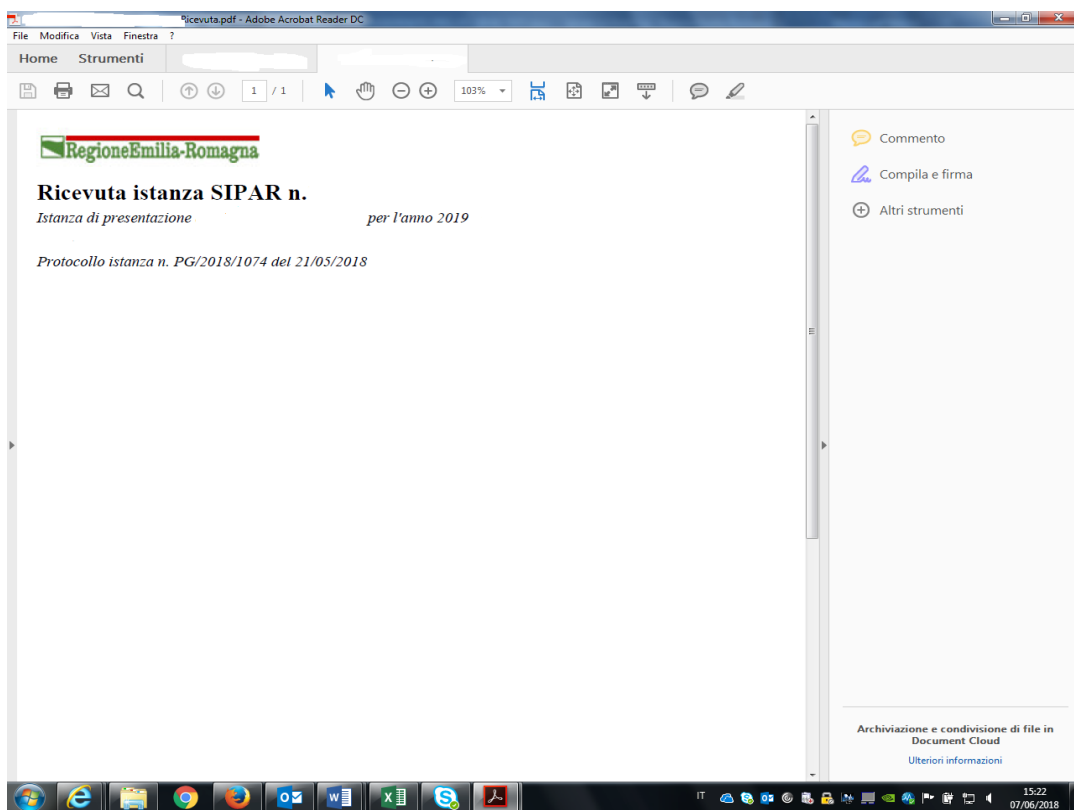 Ricevuta.pdf - Adobe Acrobat Reader DC
File Modifica Vista Finestra ?
Home Strumenti
1 / 1 103%
RegioneEmilia-Romagna
Ricevuta istanza SIPAR n.
Istanza di presentazione per l'anno 2019
Protocollo istanza n. PG/2018/1074 del 21/05/2018
Commento
Compila e firma
Altri strumenti
Archiviazione e condivisione di file in
Document Cloud
Ulteriori informazioni
IT 15:22
07/06/2018